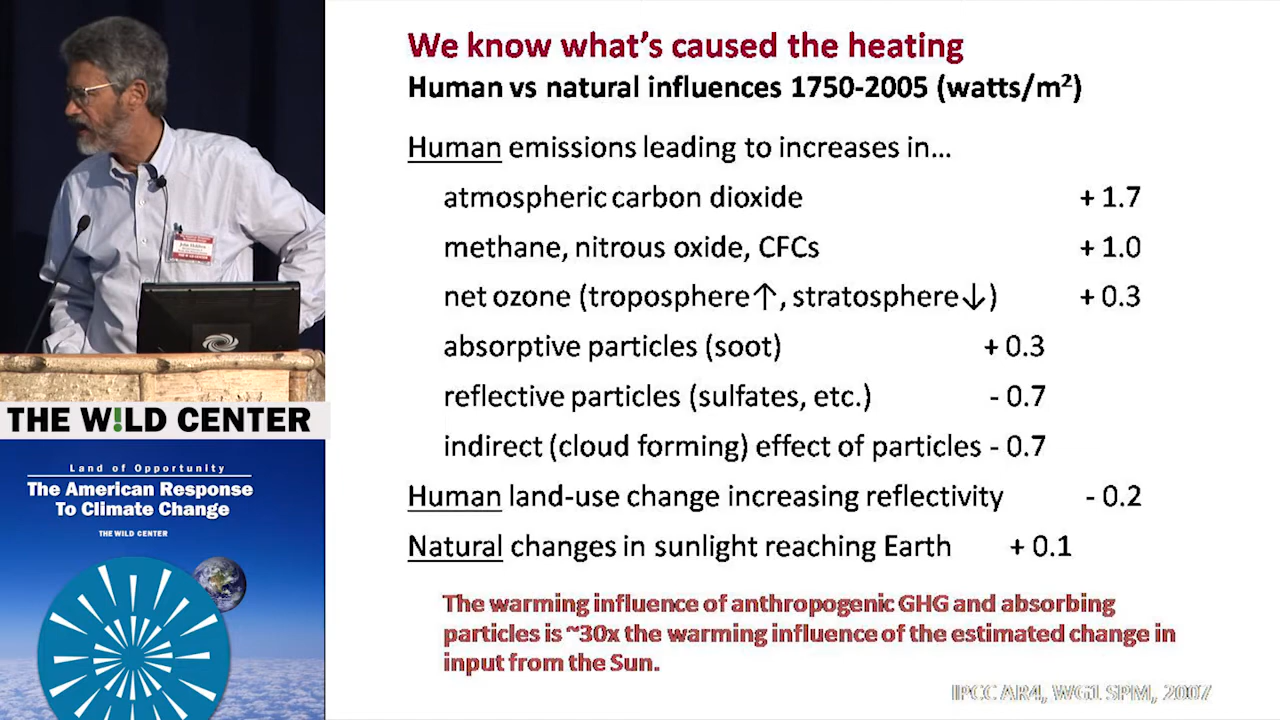 We know what's caused the heating
Human vs natural influences 1750-2005 (watts/m²)
Human emissions leading to increases in...
atmospheric carbon dioxide + 1.7
methane, nitrous oxide, CFCs + 1.0
net ozone (troposphere↑, stratosphere↓) + 0.3
absorptive particles (soot) + 0.3
reflective particles (sulfates, etc.) - 0.7
indirect (cloud forming) effect of particles - 0.7
Human land-use change increasing reflectivity - 0.2
Natural changes in sunlight reaching Earth + 0.1
The warming influence of anthropogenic GHG and absorbing
particles is ~30x the warming influence of the estimated change in
input from the Sun.
IPCC AR4, WG1 SPM, 2007
THE W!LD CENTER
Land of Opportunity
The American Response
To Climate Change
THE WILD CENTER